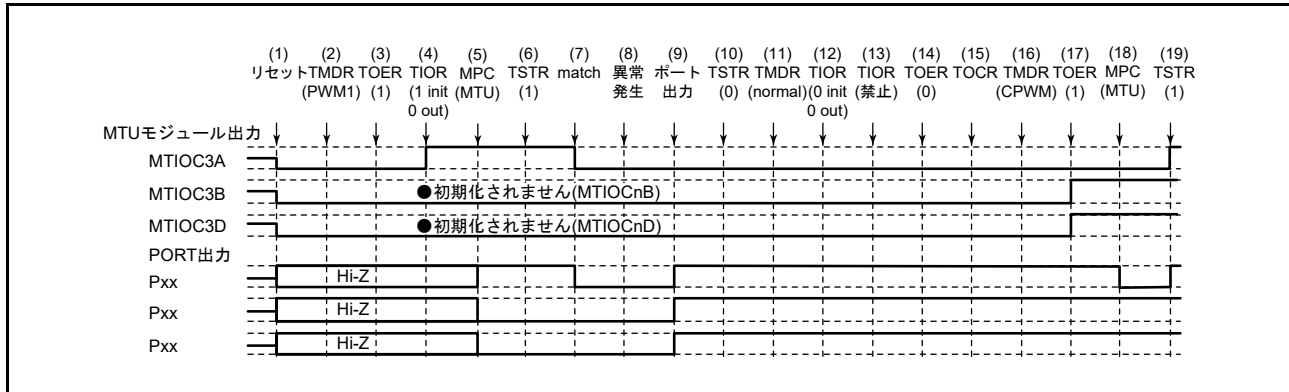 (1) (2) (3) (4) (5) (6) (7) (8) (9) (10) (11) (12) (13) (14) (15) (16) (17) (18) (19)
リセット TMDR TOER TIOR MPC TSTR match 異常 ポート TSTR TMDR TIOR TIOR TOER TOCR TMDR TOER MPC TSTR
(PWM1) (1) (1 init (MTU) (1) 発生 出力 (0) (normal) (0 init (禁止) (0) (CPWM) (1) (MTU) (1)
0 out) 0 out)
MTUモジュール出力
MTIOC3A
MTIOC3B ●初期化されません(MTIOCnB)
MTIOC3D ●初期化されません(MTIOCnD)
PORT出力
Pxx Hi-Z
Pxx Hi-Z
Pxx Hi-Z